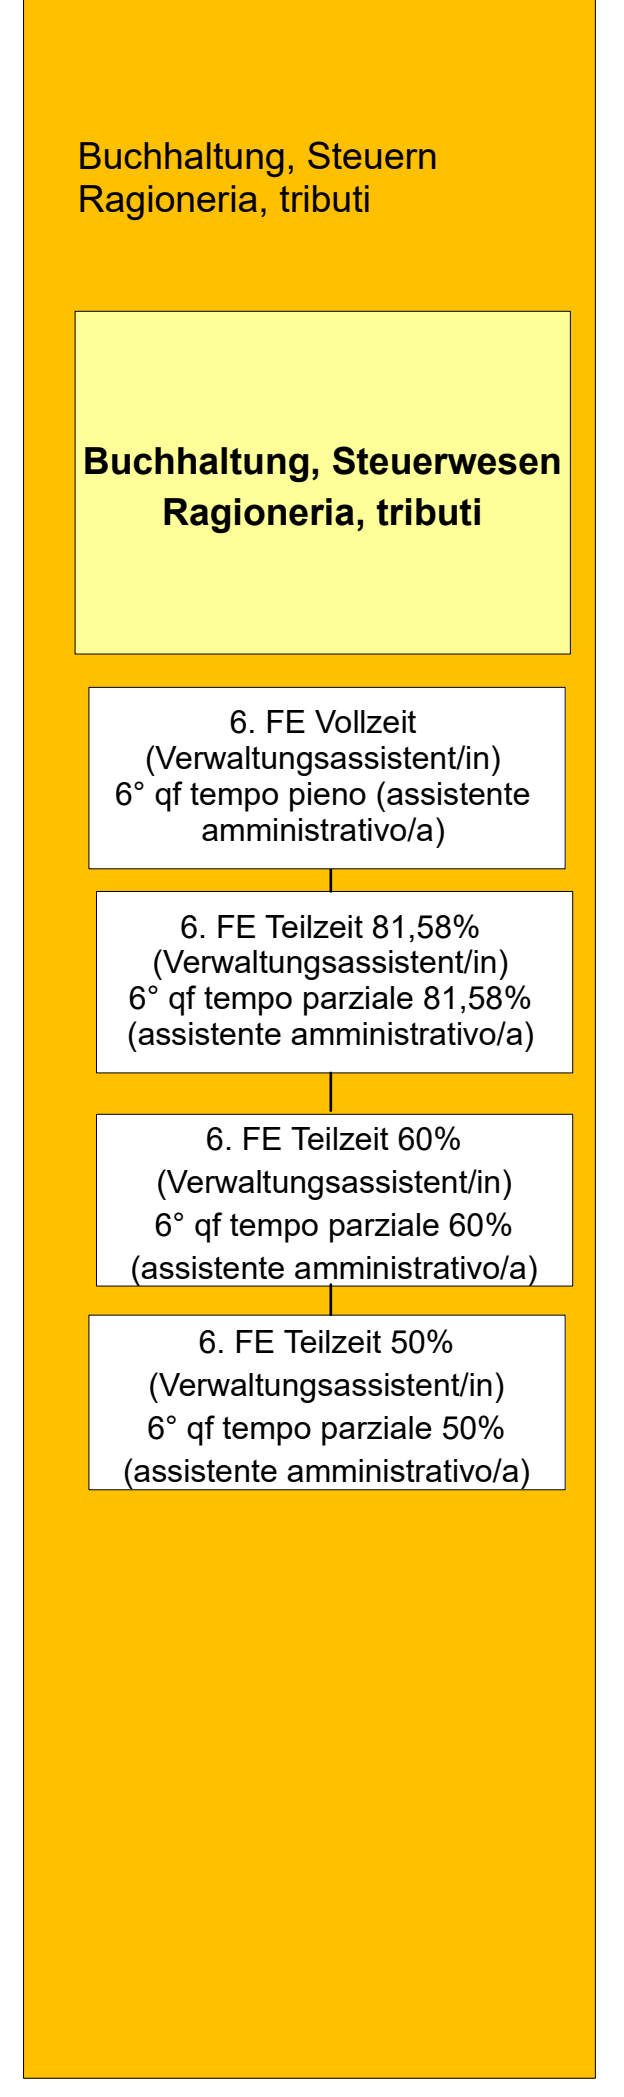 Buchhaltung, Steuern
Ragioneria, tributi
Buchhaltung, Steuerwesen
Ragioneria, tributi
6. FE Vollzeit
(Verwaltungsassistent/in)
6° qf tempo pieno (assistente
amministrativo/a)
6. FE Teilzeit 81,58%
(Verwaltungsassistent/in)
6° qf tempo parziale 81,58%
(assistente amministrativo/a)
6. FE Teilzeit 60%
(Verwaltungsassistent/in)
6° qf tempo parziale 60%
(assistente amministrativo/a)
6. FE Teilzeit 50%
(Verwaltungsassistent/in)
6° qf tempo parziale 50%
(assistente amministrativo/a)